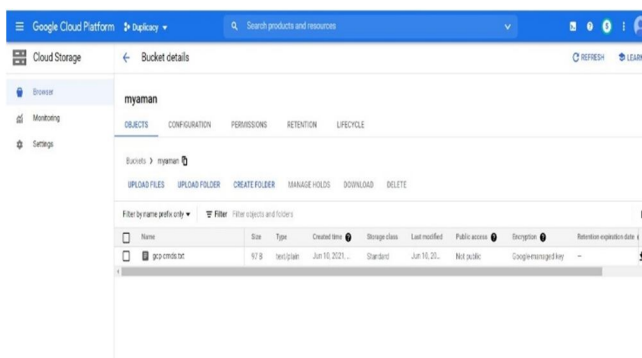 Google Cloud Platform Duplicacy Search products and resources
Cloud Storage Bucket details REFRESH LEARN
Browser
Monitoring
Settings
myaman
OBJECTS CONFIGURATION PERMISSIONS RETENTION LIFECYCLE
Buckets > myaman
UPLOAD FILES UPLOAD FOLDER CREATE FOLDER MANAGE HOLDS DOWNLOAD DELETE
Filter by name prefix only Filter Filter objects and folders
Name Size Type Created time Storage class Last modified Public access Encryption Retention expiration date
gcp cmds.txt 97 B text/plain Jun 10, 2021, ... Standard Jun 10, 20... Not public Google-managed key –